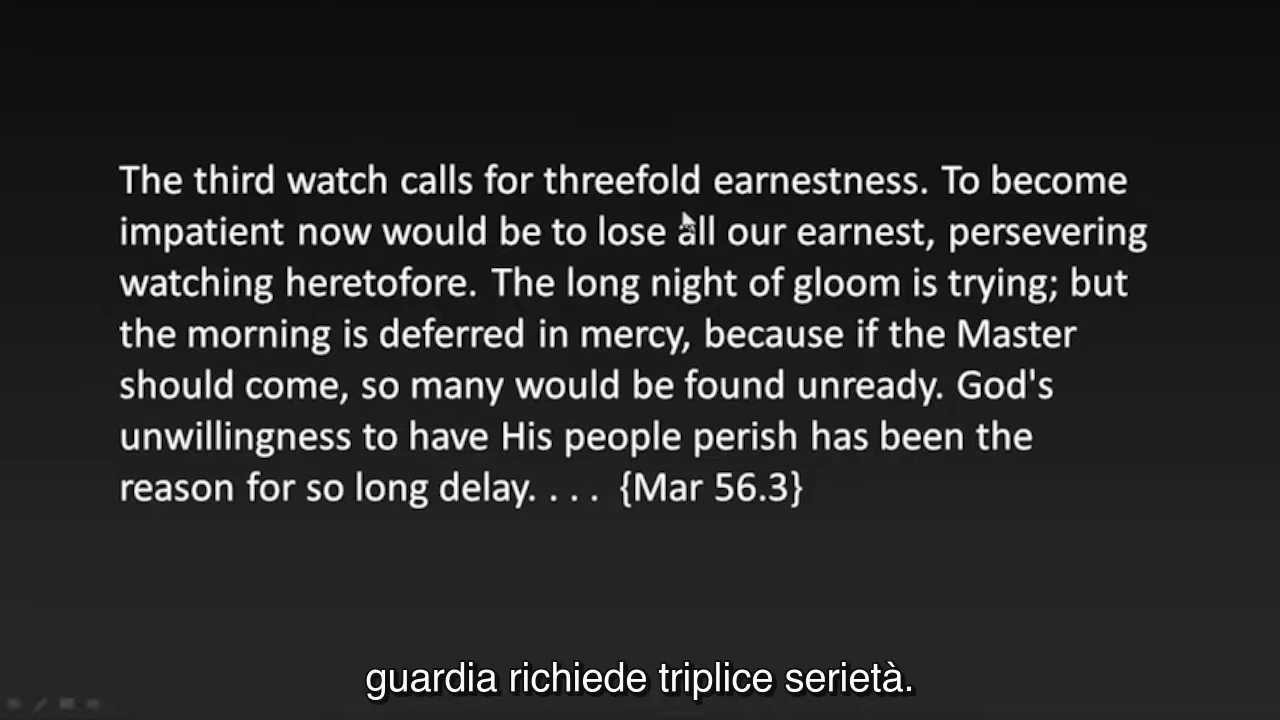 The third watch calls for threefold earnestness. To become
impatient now would be to lose all our earnest, persevering
watching heretofore. The long night of gloom is trying; but
the morning is deferred in mercy, because if the Master
should come, so many would be found unready. God's
unwillingness to have His people perish has been the
reason for so long delay. . . . {Mar 56.3}
guardia richiede triplice serietà.